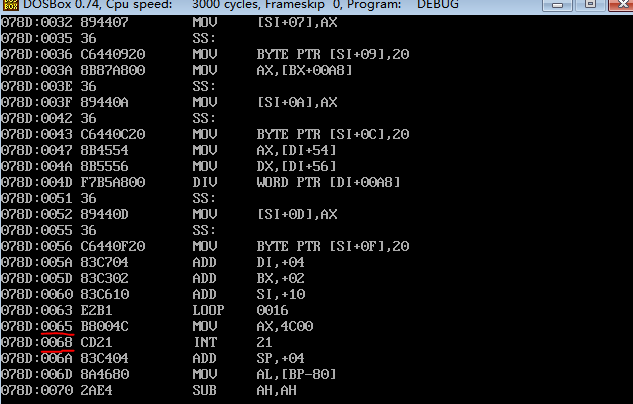 DOSBox 0.74, Cpu speed: 3000 cycles, Frameskip 0, Program: DEBUG
078D:0032 894407 MOV [SI+07],AX
078D:0035 36 SS:
078D:0036 C6440920 MOV BYTE PTR [SI+09],20
078D:003A 8B87A800 MOV AX,[BX+00A8]
078D:003E 36 SS:
078D:003F 89440A MOV [SI+0A],AX
078D:0042 36 SS:
078D:0043 C6440C20 MOV BYTE PTR [SI+0C],20
078D:0047 8B4554 MOV AX,[DI+54]
078D:004A 8B5556 MOV DX,[DI+56]
078D:004D F7B5A800 DIV WORD PTR [DI+00A8]
078D:0051 36 SS:
078D:0052 89440D MOV [SI+0D],AX
078D:0055 36 SS:
078D:0056 C6440F20 MOV BYTE PTR [SI+0F],20
078D:005A 83C704 ADD DI,+04
078D:005D 83C302 ADD BX,+02
078D:0060 83C610 ADD SI,+10
078D:0063 E2B1 LOOP 0016
078D:0065 B8004C MOV AX,4C00
078D:0068 CD21 INT 21
078D:006A 83C404 ADD SP,+04
078D:006D 8A4680 MOV AL,[BP-80]
078D:0070 2AE4 SUB AH,AH